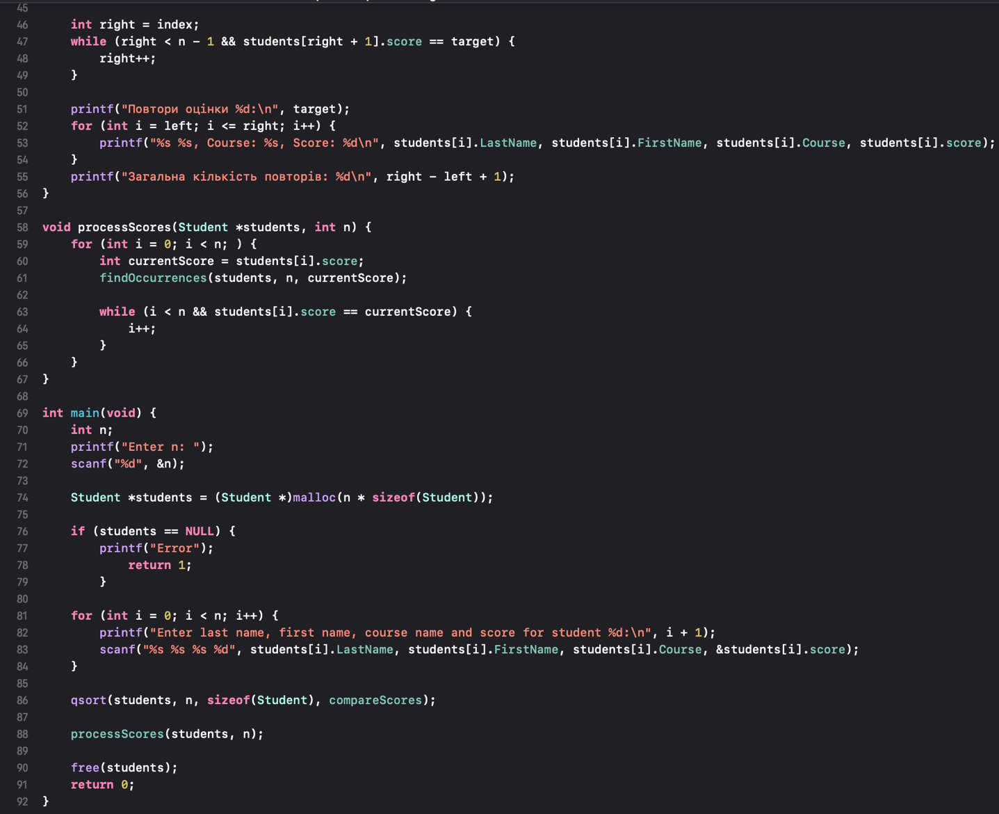 45
46 int right = index;
47 while (right < n - 1 && students[right + 1].score == target) {
48 right++;
49 }
50
51 printf("Повтори оцінки %d:\n", target);
52 for (int i = left; i <= right; i++) {
53 printf("%s %s, Course: %s, Score: %d\n", students[i].LastName, students[i].FirstName, students[i].Course, students[i].score);
54 }
55 printf("Загальна кількість повторів: %d\n", right - left + 1);
56 }
57
58 void processScores(Student *students, int n) {
59 for (int i = 0; i < n; ) {
60 int currentScore = students[i].score;
61 findOccurrences(students, n, currentScore);
62
63 while (i < n && students[i].score == currentScore) {
64 i++;
65 }
66 }
67 }
68
69 int main(void) {
70 int n;
71 printf("Enter n: ");
72 scanf("%d", &n);
73
74 Student *students = (Student *)malloc(n * sizeof(Student));
75
76 if (students == NULL) {
77 printf("Error");
78 return 1;
79 }
80
81 for (int i = 0; i < n; i++) {
82 printf("Enter last name, first name, course name and score for student %d:\n", i + 1);
83 scanf("%s %s %s %d", students[i].LastName, students[i].FirstName, students[i].Course, &students[i].score);
84 }
85
86 qsort(students, n, sizeof(Student), compareScores);
87
88 processScores(students, n);
89
90 free(students);
91 return 0;
92 }